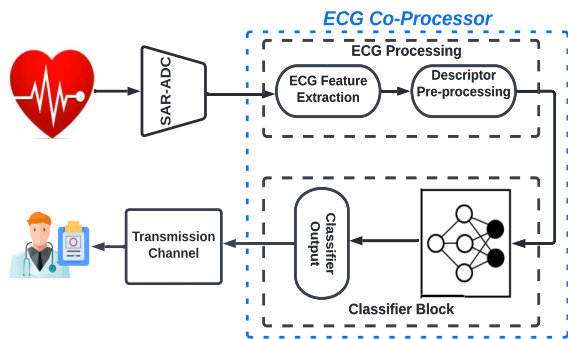 ECG Co-Processor
ECG Processing
SAR-ADC
ECG Feature
Extraction
Descriptor
Pre-processing
Transmission
Channel
Classifier
Output
Classifier Block